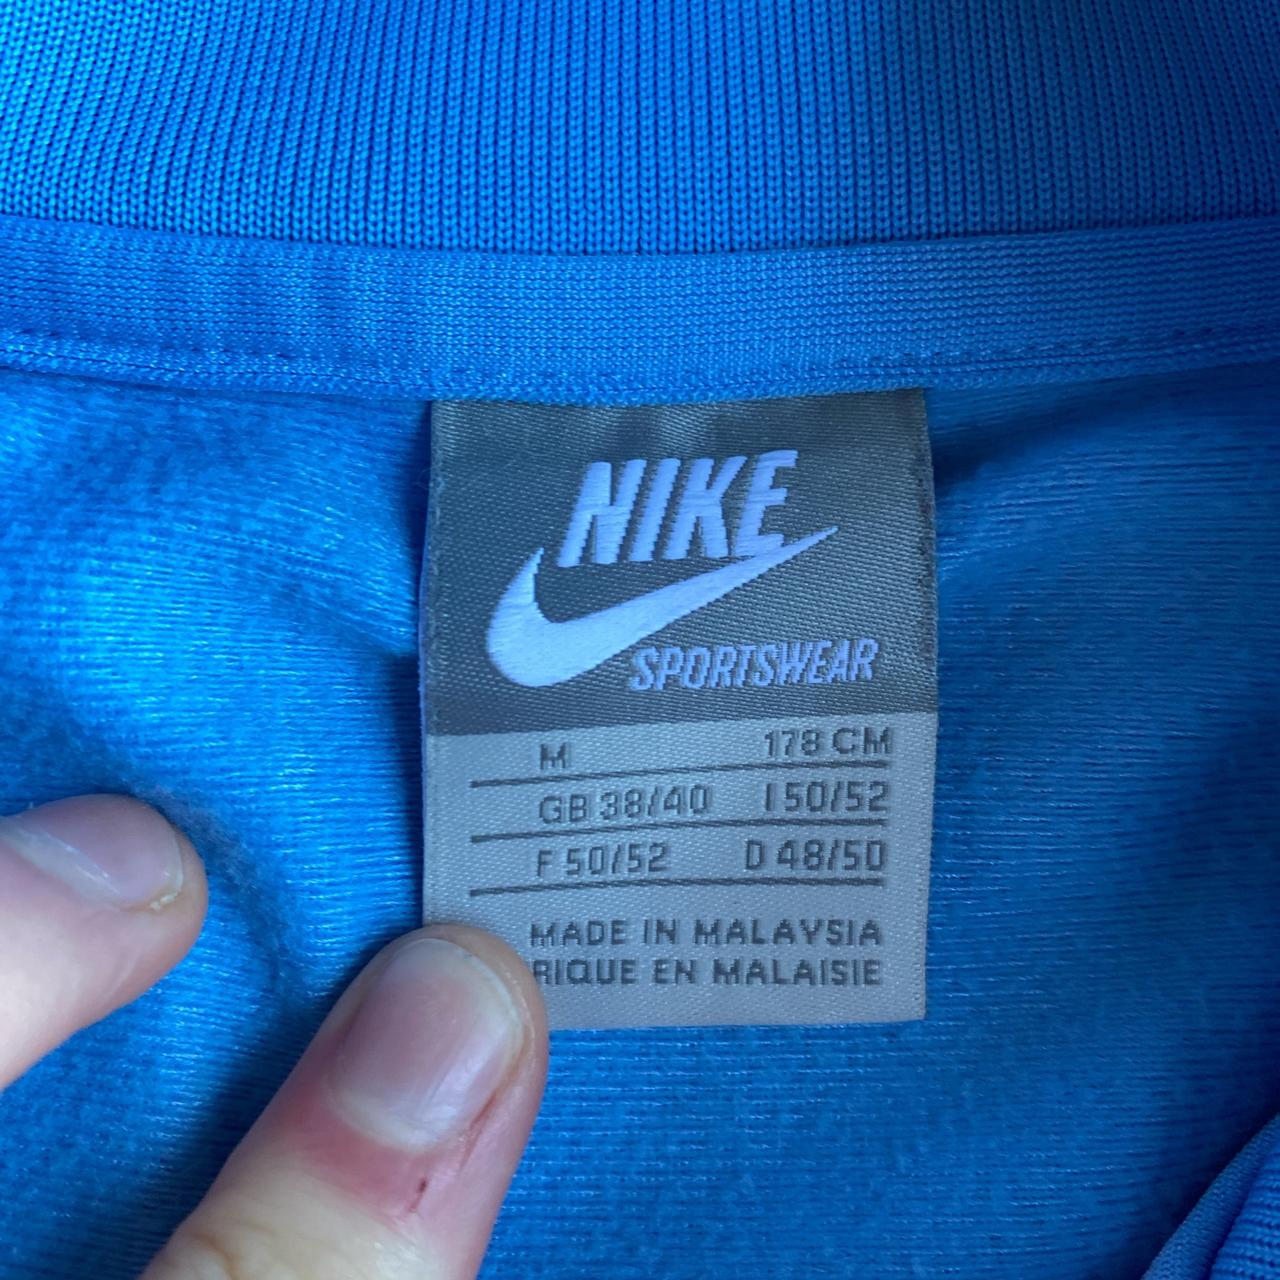 NIKE
SPORTSWEAR
M 178 CM
GB 38/40 I 50/52
F 50/52 D 48/50
MADE IN MALAYSIA
RIQUE EN MALAISIE